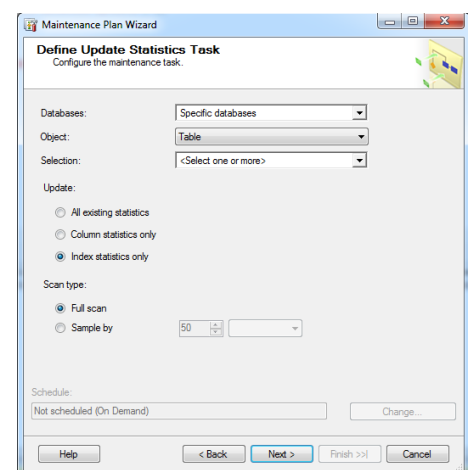 Maintenance Plan Wizard
Define Update Statistics Task
Configure the maintenance task.
Databases: Specific databases
Object: Table
Selection: <Select one or more>
Update:
All existing statistics
Column statistics only
Index statistics only
Scan type:
Full scan
Sample by 50
Schedule:
Not scheduled (On Demand) Change...
Help < Back Next > Finish >>| Cancel